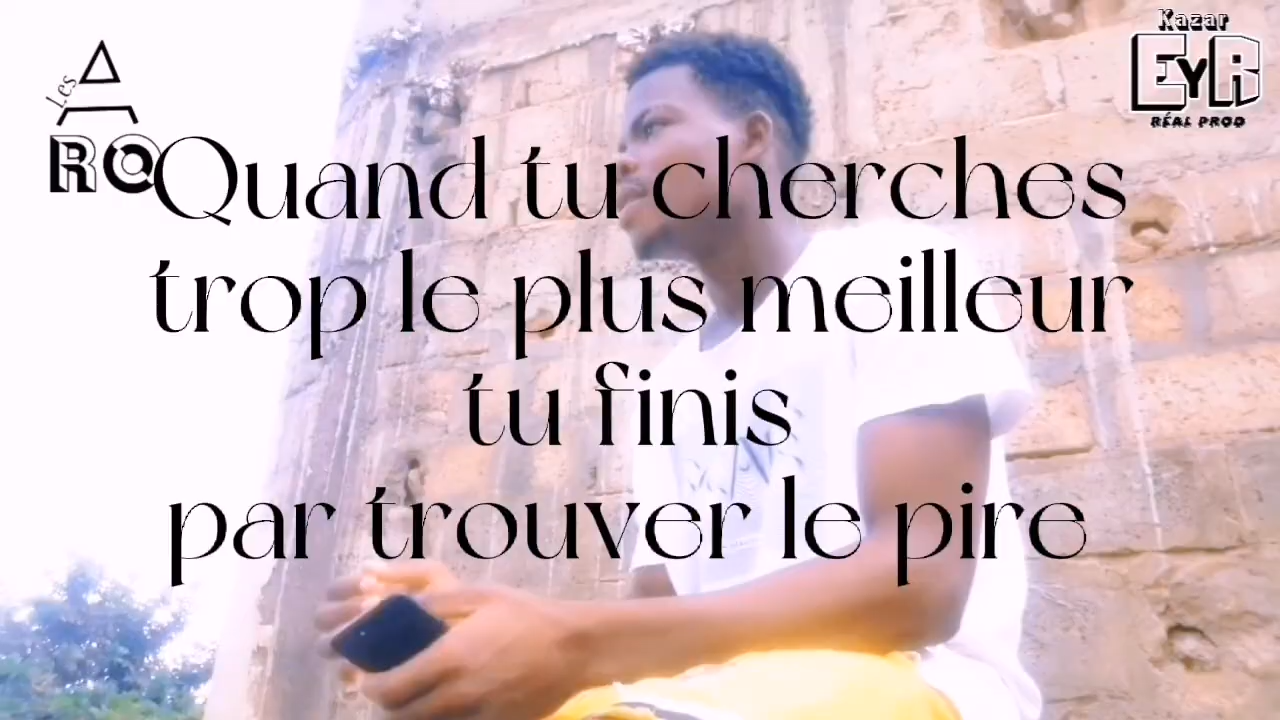 Les
A
RO
Kazar
EYR
RÉAL PROD
Quand tu cherches
trop le plus meilleur
tu finis
par trouver le pire